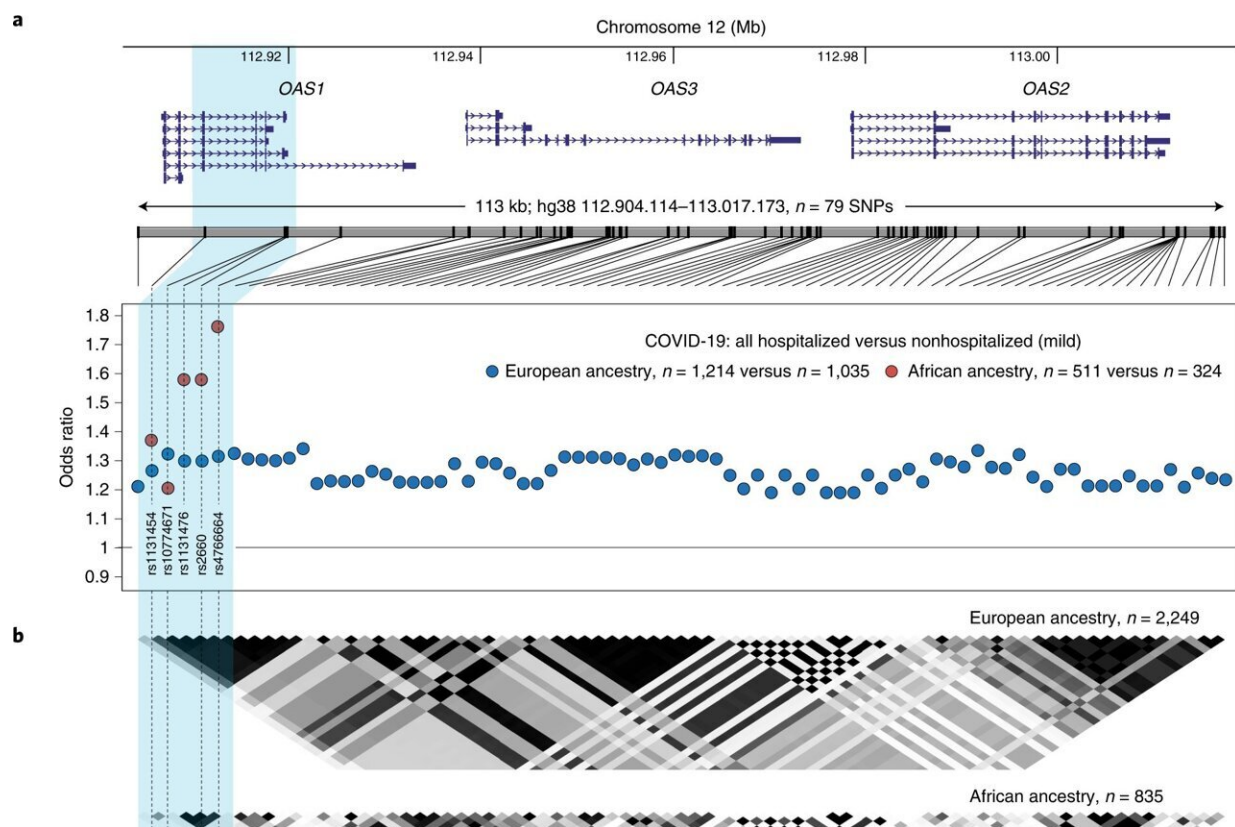 a
Chromosome 12 (Mb)
112.92 112.94 112.96 112.98 113.00
OAS1 OAS3 OAS2
113 kb; hg38 112.904.114–113.017.173, n = 79 SNPs
1.8
1.7
1.6
1.5
1.4
1.3
1.2
1.1
1
0.9
Odds ratio
COVID-19: all hospitalized versus nonhospitalized (mild)
European ancestry, n = 1,214 versus n = 1,035 African ancestry, n = 511 versus n = 324
rs1131454
rs10774671
rs1131476
rs2660
rs4766664
b
European ancestry, n = 2,249
African ancestry, n = 835